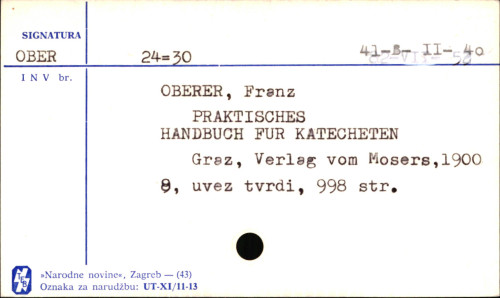 SIGNATURA
OBER 24=30 41-B-II-40
I N V br.
OBERER, Franz
PRAKTISCHES
HANDBUCH FUR KATECHETEN
Graz, Verlag vom Mosers,1900
8, uvez tvrdi, 998 str.
»Narodne novine«, Zagreb — (43)
Oznaka za narudžbu: UT-XI/11-13